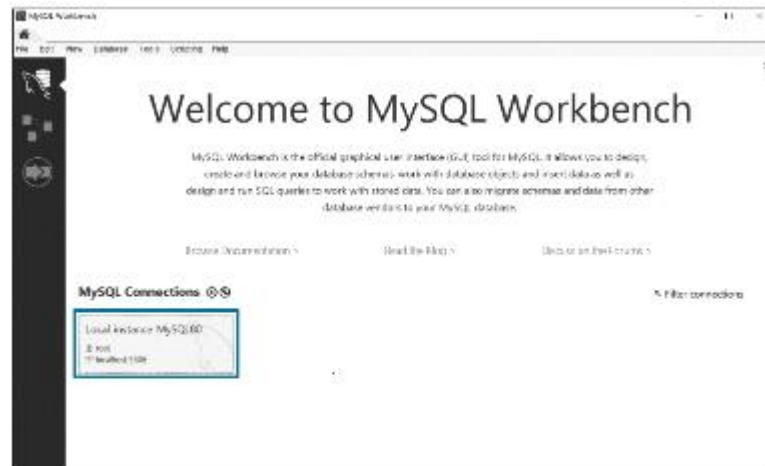 MySQL Workbench
File Edit View Database Tools Scripting Help
Welcome to MySQL Workbench
MySQL Workbench is the official graphical user interface (GUI) tool for MySQL. It allows you to design,
create and browse your database schemas, work with database objects and insert data as well as
design and run SQL queries to work with stored data. You can also migrate schemas and data from other
database vendors to your MySQL database.
Browse Documentation > Read the Blog > Discuss on the Forums >
MySQL Connections
Filter connections
Local instance MySQL80
root
localhost:3306